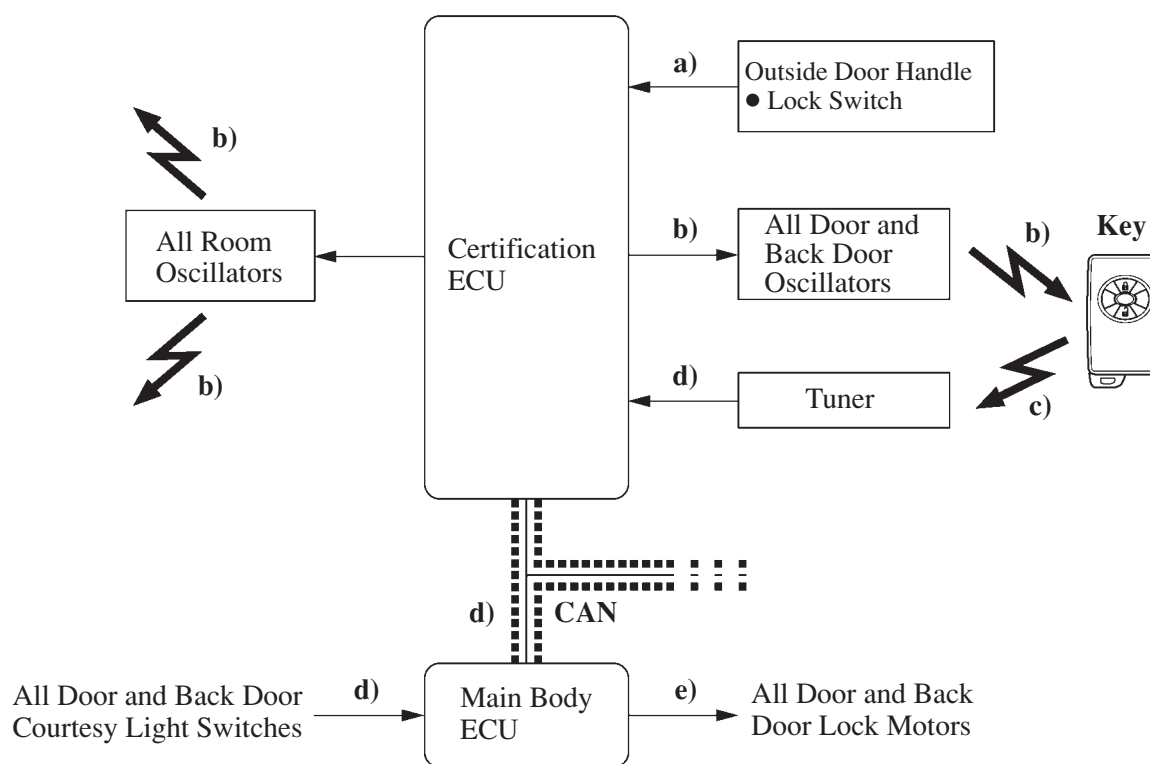 a)
Outside Door Handle
● Lock Switch
b)
All Room
Oscillators
b)
Certification
ECU
b)
All Door and
Back Door
Oscillators
b)
Key
d)
Tuner
c)
d)
CAN
All Door and Back Door
Courtesy Light Switches
d)
Main Body
ECU
e)
All Door and Back
Door Lock Motors